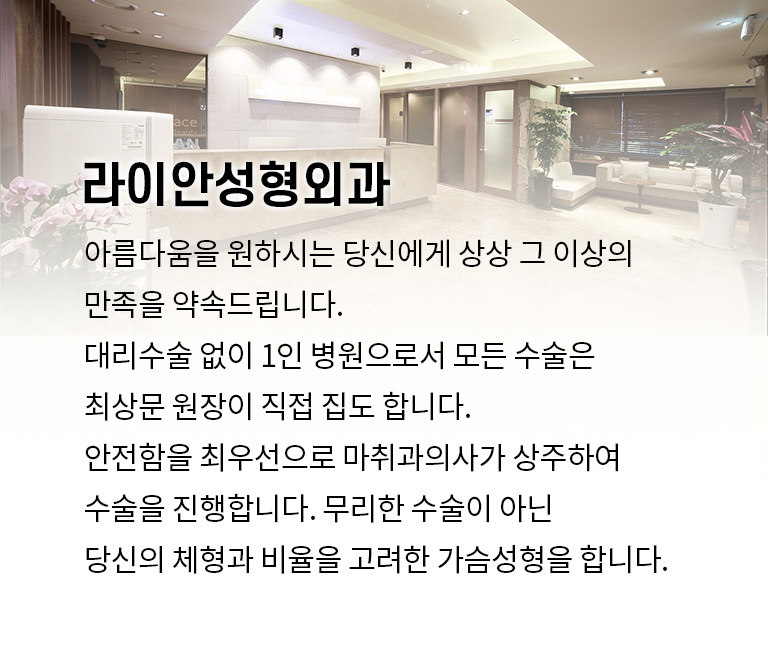 라이안성형외과
아름다움을 원하시는 당신에게 상상 그 이상의
만족을 약속드립니다.
대리수술 없이 1인 병원으로서 모든 수술은
최상문 원장이 직접 집도 합니다.
안전함을 최우선으로 마취과의사가 상주하여
수술을 진행합니다. 무리한 수술이 아닌
당신의 체형과 비율을 고려한 가슴성형을 합니다.